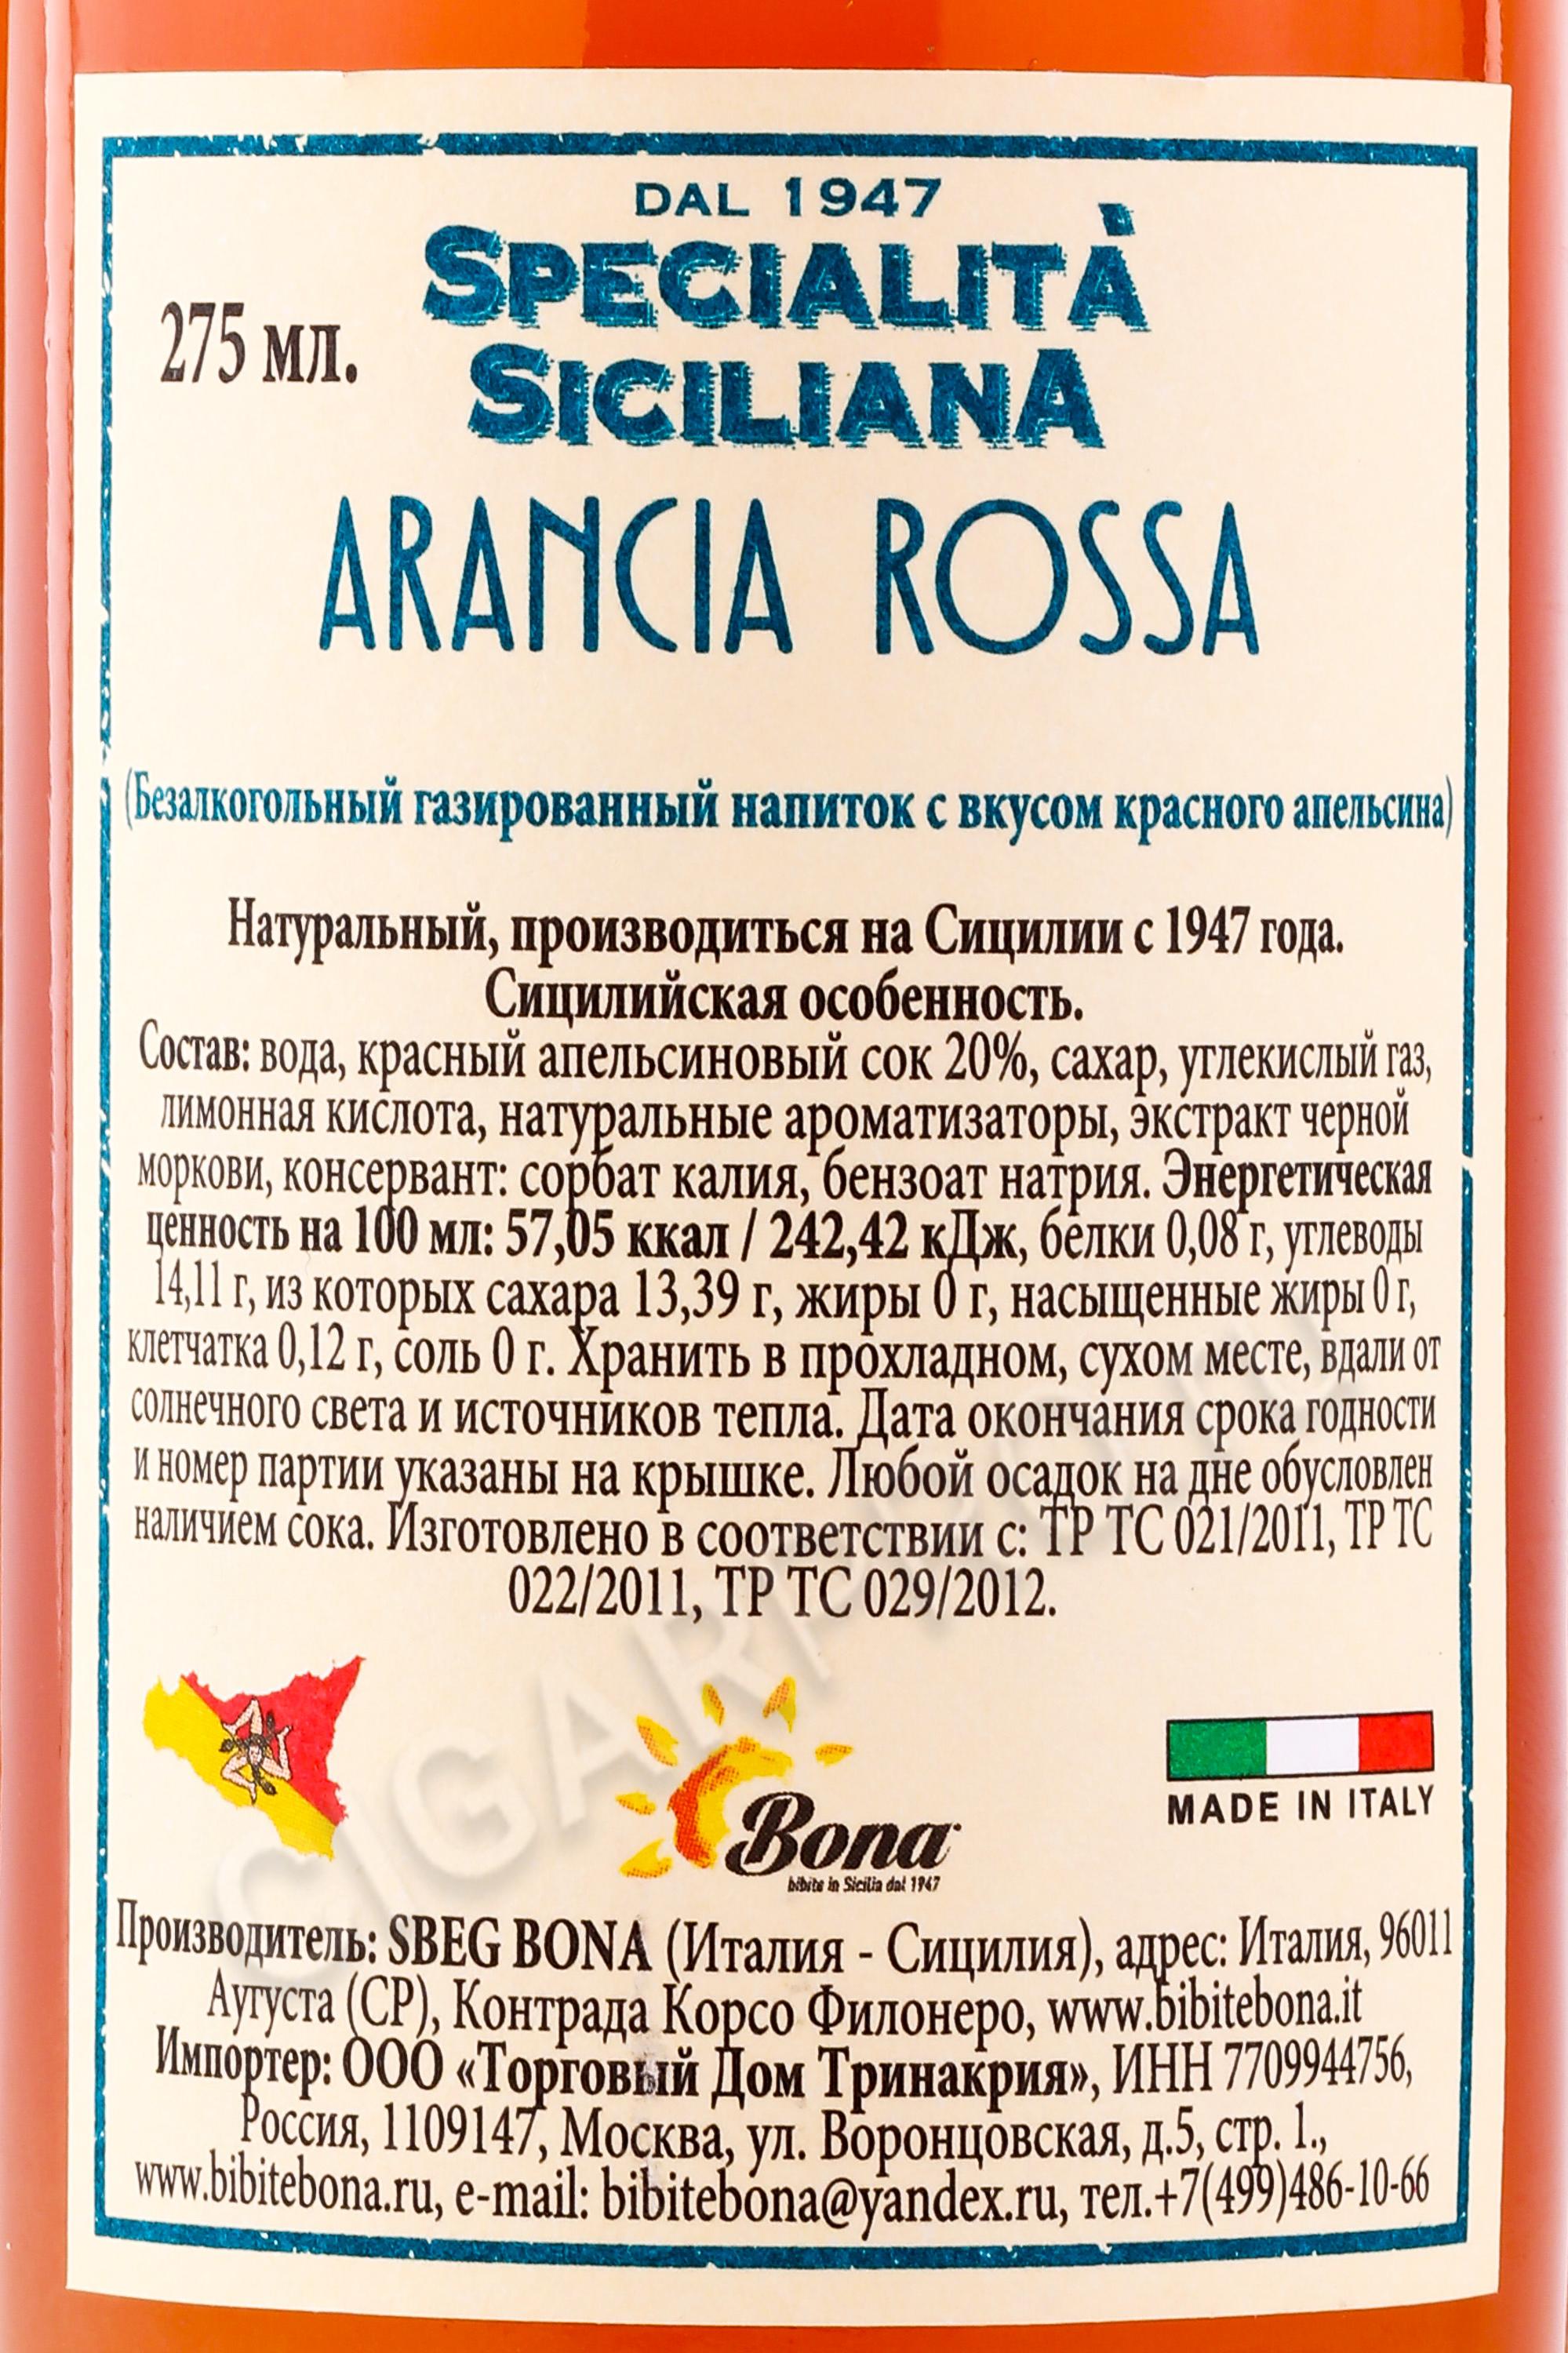 DAL 1947
SPECIALITÀ
275 мл.
SICILIANA
ARANCIA ROSSA
(Безалкогольный газированный напиток с вкусом красного апельсина)
Натуральный, производиться на Сицилии с 1947 года.
Сицилийская особенность.
Состав: вода, красный апельсиновый сок 20%, сахар, углекислый газ,
лимонная кислота, натуральные ароматизаторы, экстракт черной
моркови, консервант: сорбат калия, бензоат натрия. Энергетическая
ценность на 100 мл: 57,05 ккал / 242,42 кДж, белки 0,08 г, углеводы
14,11 г, из которых сахара 13,39 г, жиры 0 г, насыщенные жиры 0 г,
клетчатка 0,12 г, соль 0 г. Хранить в прохладном, сухом месте, вдали от
солнечного света и источников тепла. Дата окончания срока годности
и номер партии указаны на крышке. Любой осадок на дне обусловлен
наличием сока. Изготовлено в соответствии с: ТР ТС 021/2011, ТР ТС
022/2011, ТР ТС 029/2012.
Bona
bibite in Sicilia dal 1947
MADE IN ITALY
Производитель: SBEG BONA (Италия - Сицилия), адрес: Италия, 96011
Аугуста (СР), Контрада Корсо Филонеро, www.bibitebona.it
Импортер: ООО «Торговый Дом Тринакрия», ИНН 7709944756,
Россия, 1109147, Москва, ул. Воронцовская, д.5, стр. 1.,
www.bibitebona.ru, e-mail: bibitebona@yandex.ru, тел.+7(499)486-10-66